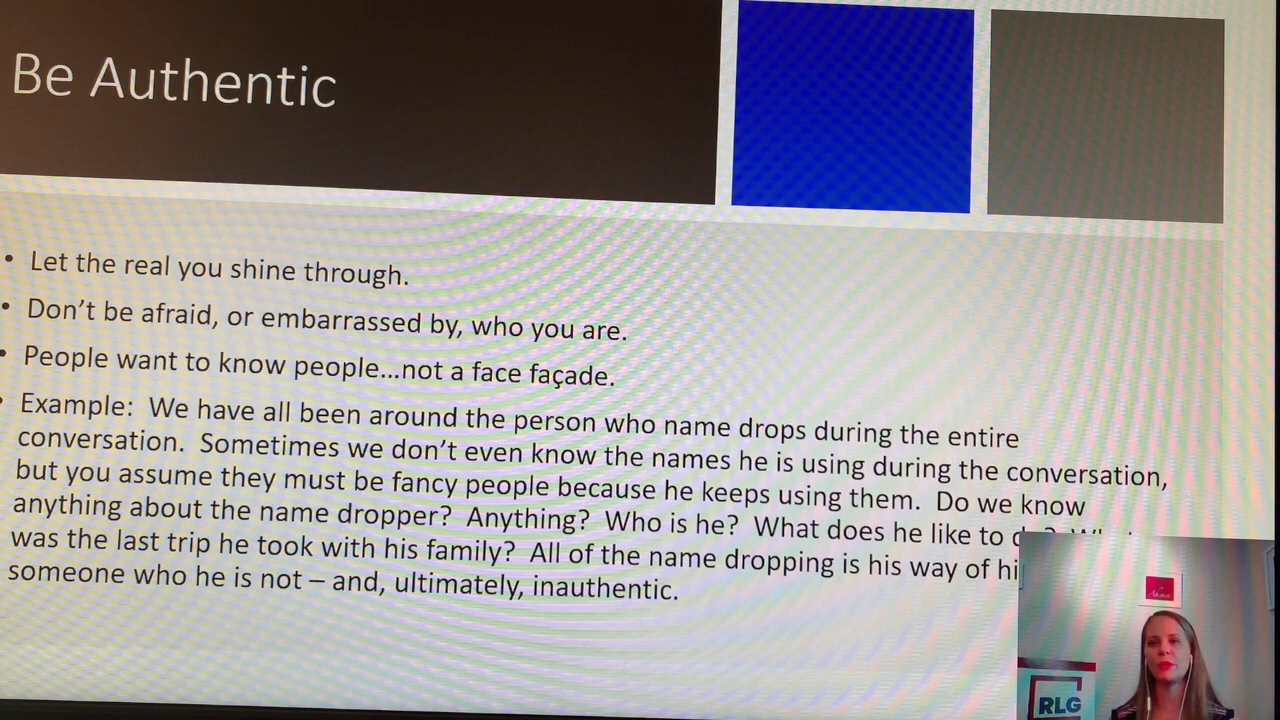 Be Authentic
• Let the real you shine through.
• Don't be afraid, or embarrassed by, who you are.
• People want to know people...not a face façade.
• Example: We have all been around the person who name drops during the entire
conversation. Sometimes we don't even know the names he is using during the conversation,
but you assume they must be fancy people because he keeps using them. Do we know
anything about the name dropper? Anything? Who is he? What does he like to
was the last trip he took with his family? All of the name dropping is his way of
someone who he is not – and, ultimately, inauthentic.
RLG